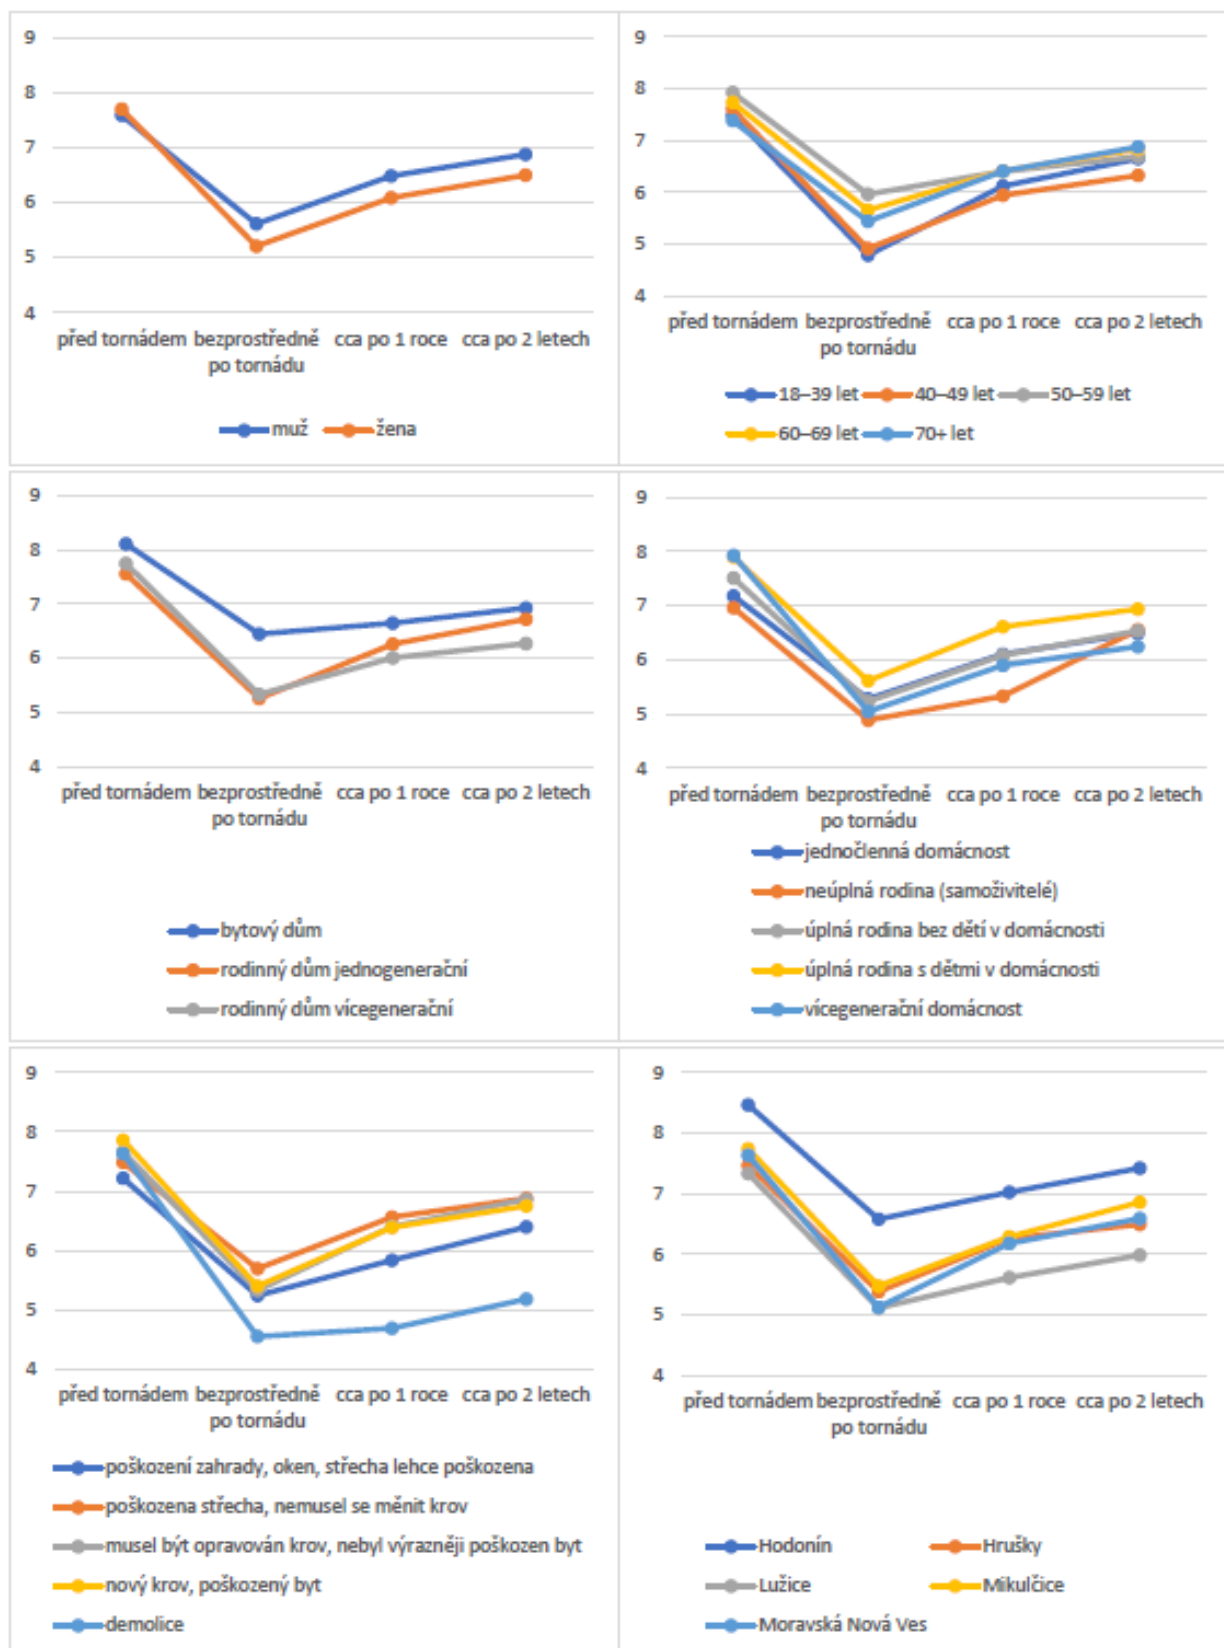 9
8
7
6
5
4
před tornádem bezprostředně cca po 1 roce cca po 2 letech
po tornádu
muž žena
9
8
7
6
5
4
před tornádem bezprostředně cca po 1 roce cca po 2 letech
po tornádu
18–39 let 40–49 let 50–59 let
60–69 let 70+ let
9
8
7
6
5
4
před tornádem bezprostředně cca po 1 roce cca po 2 letech
po tornádu
bytový dům
rodinný dům jednogenerační
rodinný dům vícegenerační
9
8
7
6
5
4
před tornádem bezprostředně cca po 1 roce cca po 2 letech
po tornádu
jednočlenná domácnost
neúplná rodina (samoživitelé)
úplná rodina bez dětí v domácnosti
úplná rodina s dětmi v domácnosti
vícegenerační domácnost
9
8
7
6
5
4
před tornádem bezprostředně cca po 1 roce cca po 2 letech
po tornádu
poškození zahrady, oken, střecha lehce poškozena
poškozena střecha, nemusel se měnit krov
musel být opravován krov, nebyl výrazněji poškozen byt
nový krov, poškozený byt
demolice
9
8
7
6
5
4
před tornádem bezprostředně cca po 1 roce cca po 2 letech
po tornádu
Hodonín Hrušky
Lužice Mikulčice
Moravská Nová Ves